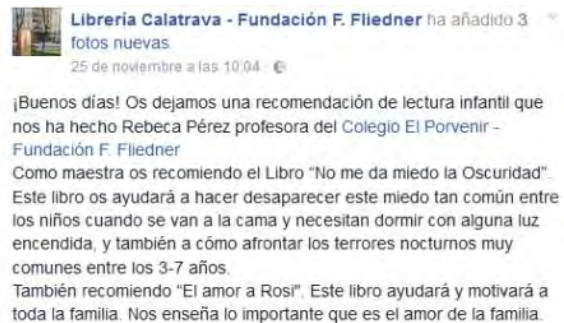 Librería Calatrava - Fundación F. Fliedner ha añadido 3
fotos nuevas.
25 de noviembre a las 10:04
¡Buenos días! Os dejamos una recomendación de lectura infantil que
nos ha hecho Rebeca Pérez profesora del Colegio El Porvenir -
Fundación F. Fliedner
Como maestra os recomiendo el Libro "No me da miedo la Oscuridad".
Este libro os ayudará a hacer desaparecer este miedo tan común entre
los niños cuando se van a la cama y necesitan dormir con alguna luz
encendida, y también a cómo afrontar los terrores nocturnos muy
comunes entre los 3-7 años.
También recomiendo "El amor a Rosi". Este libro ayudará y motivará a
toda la familia. Nos enseña lo importante que es el amor de la familia.